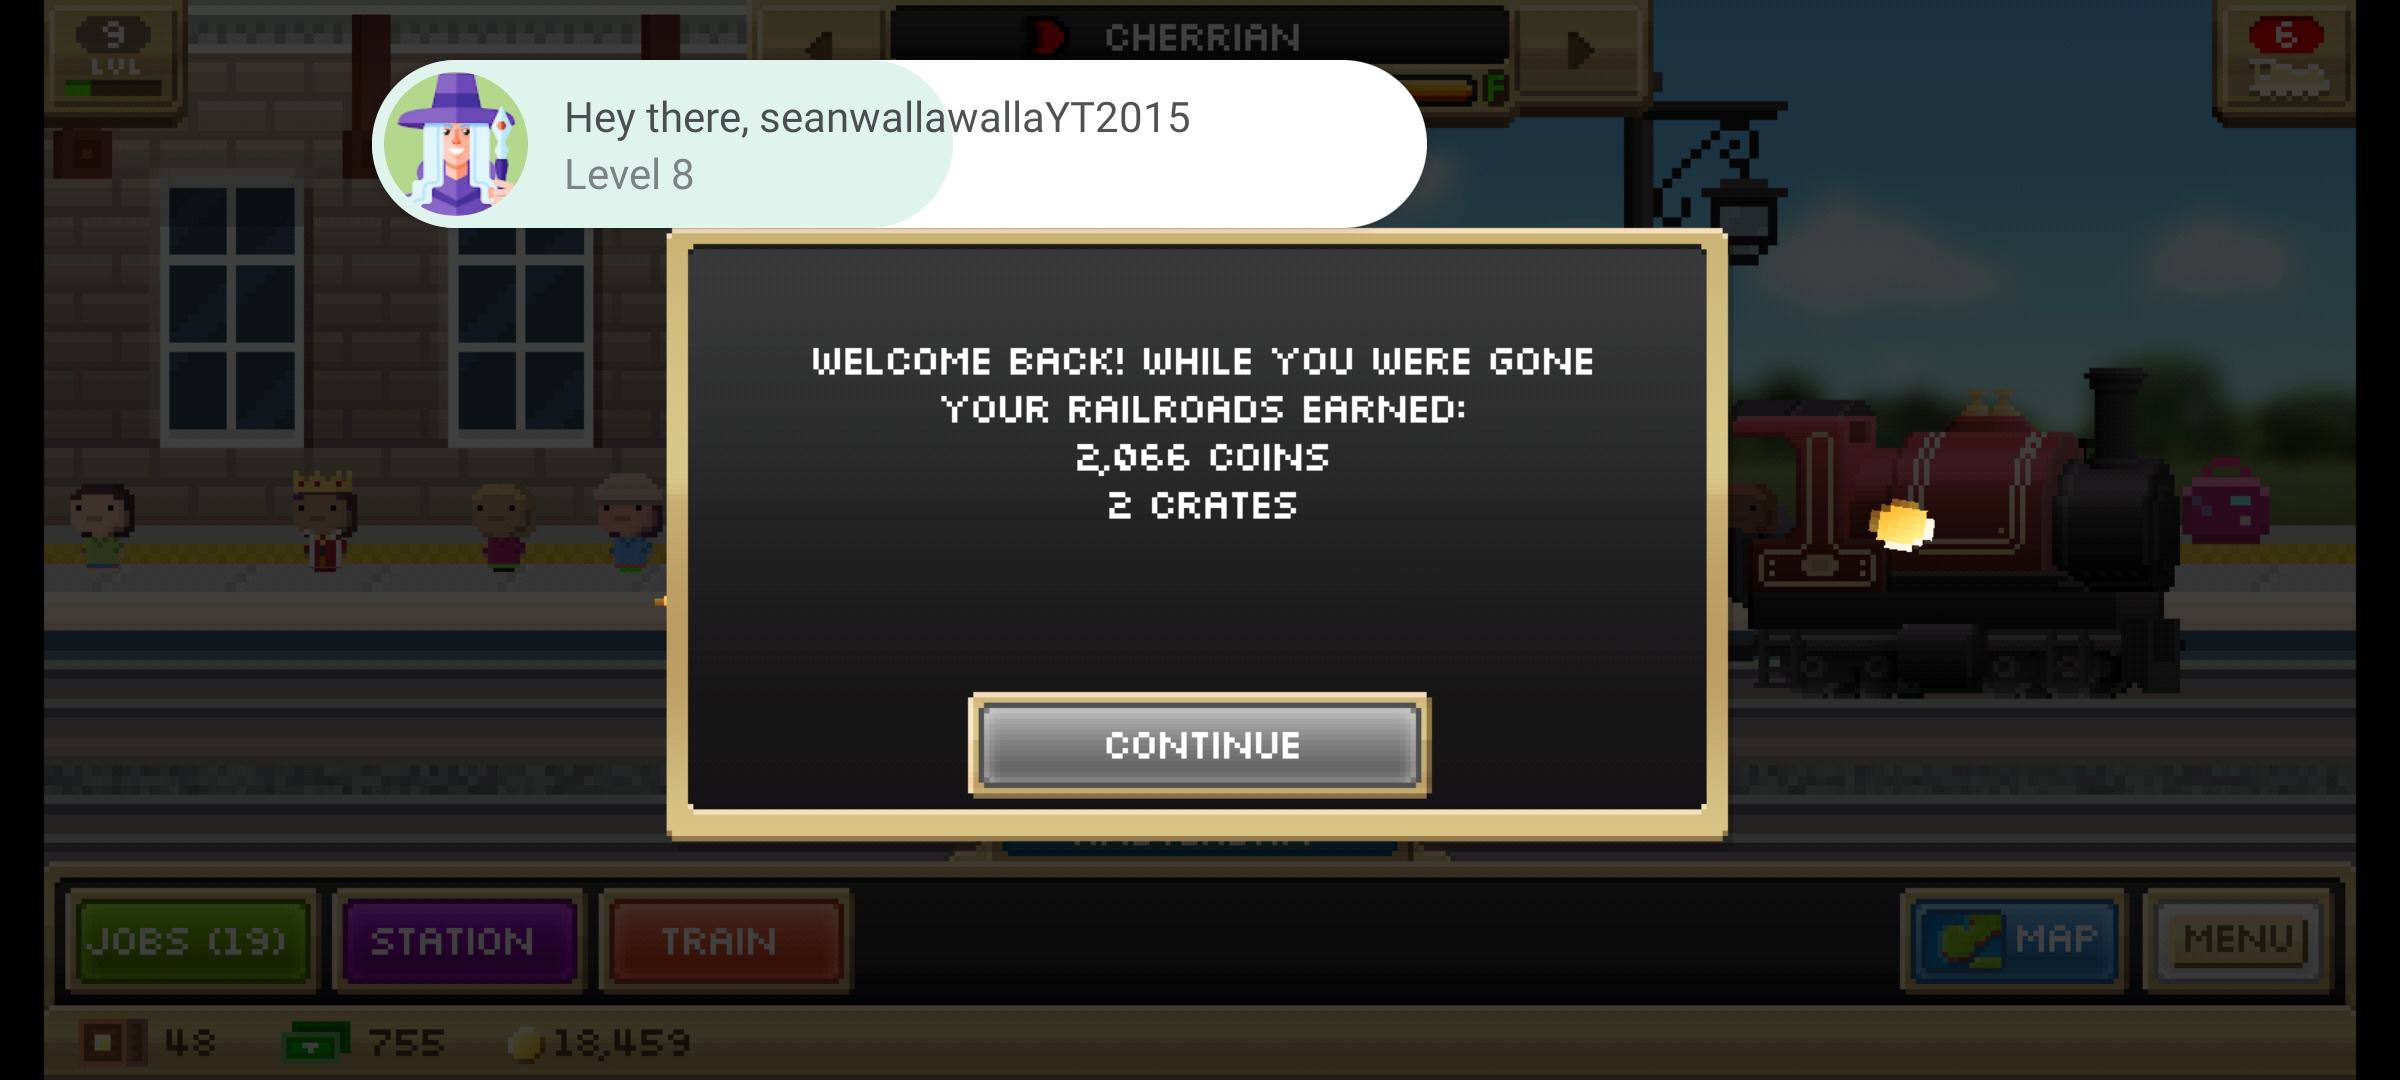 9
LVL
CHERRIAN
F
6
Hey there, seanwallawallaYT2015
Level 8
WELCOME BACK! WHILE YOU WERE GONE
YOUR RAILROADS EARNED:
2,066 COINS
2 CRATES
CONTINUE
JOBS (19)
STATION
TRAIN
MAP
MENU
48
755
18,459